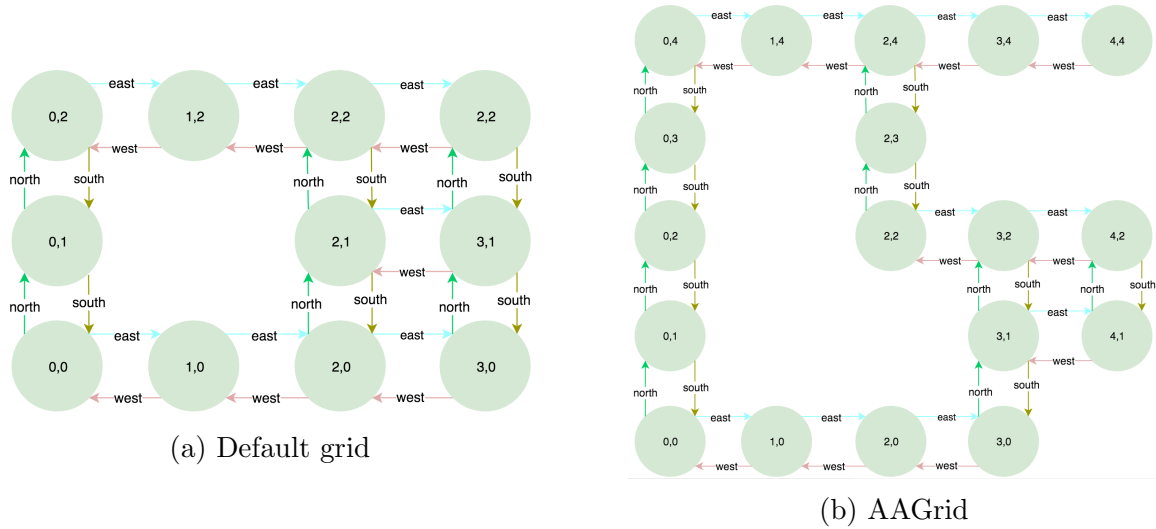 east east east
0,2 1,2 2,2 2,2
west west west
north south north south north south
east
0,1 2,1 3,1
west
north south north south north south
east east east
0,0 1,0 2,0 3,0
west west west
(a) Default grid
east east east east
0,4 1,4 2,4 3,4 4,4
west west west west
north south north south
0,3 2,3
north south north south
east east
0,2 2,2 3,2 4,2
west west
north south north south north south
east
0,1 3,1 4,1
west
north south north south
east east east
0,0 1,0 2,0 3,0
west west west
(b) AAGrid